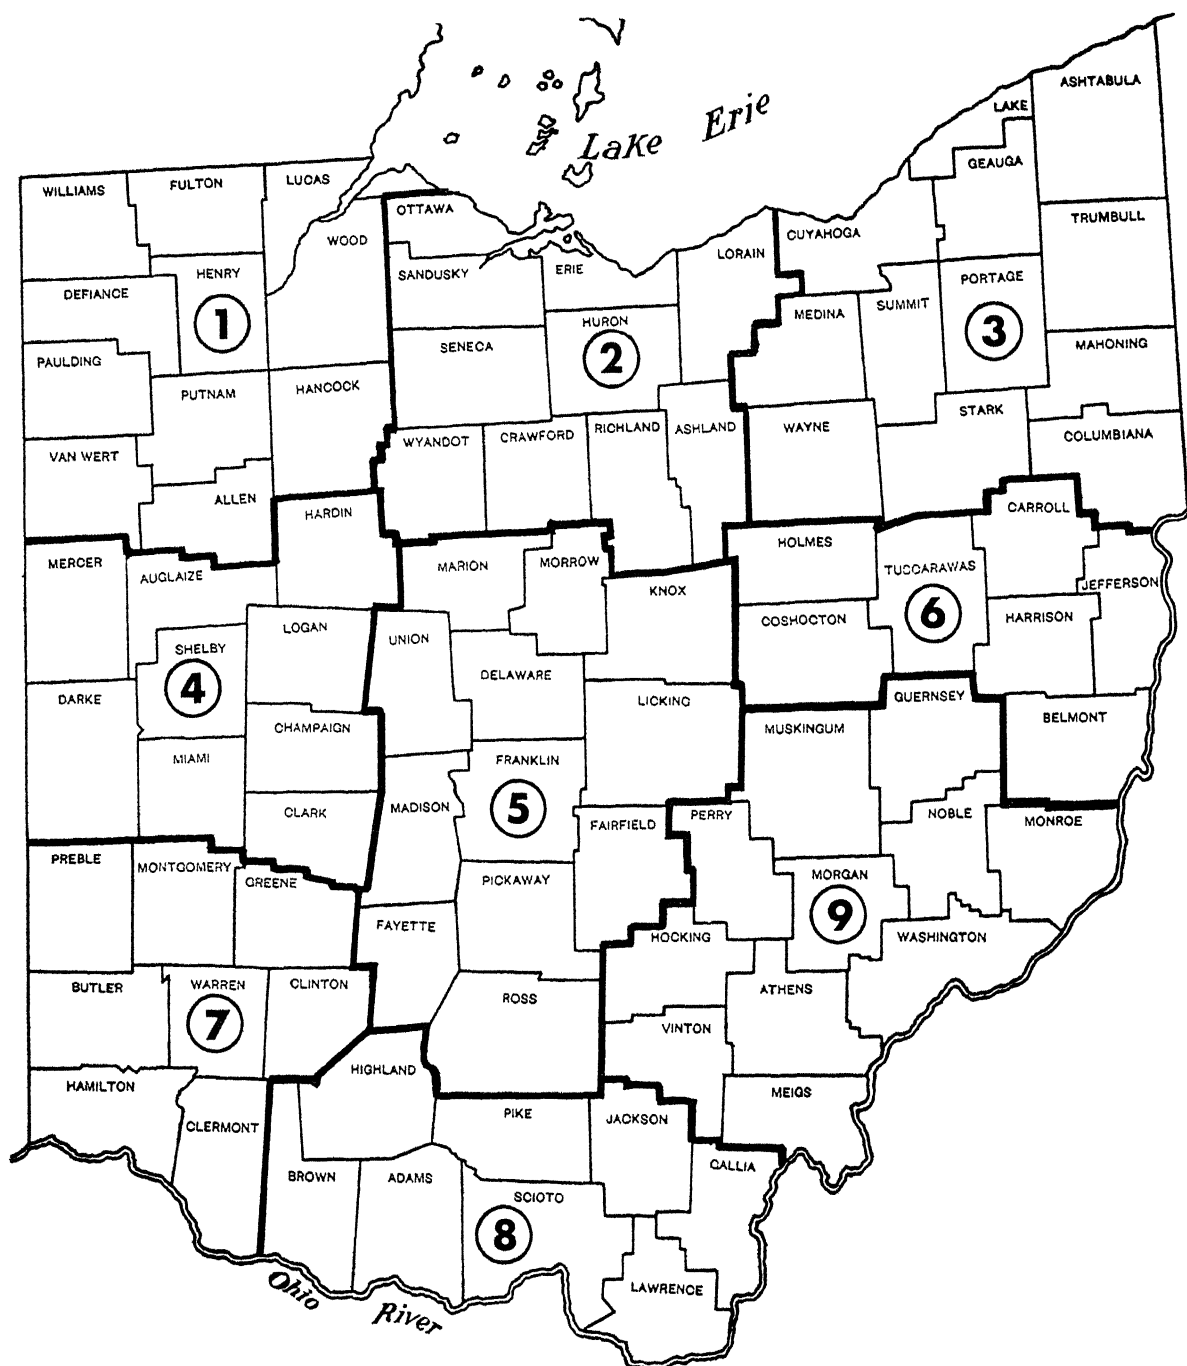 Lake Erie
ASHTABULA
LAKE
GEAUGA
WILLIAMS
FULTON
LUCAS
OTTAWA
TRUMBULL
CUYAHOGA
WOOD
LORAIN
HENRY
SANDUSKY
ERIE
PORTAGE
DEFIANCE
SUMMIT
MEDINA
1
HURON
2
3
SENECA
MAHONING
PAULDING
PUTNAM
HANCOCK
STARK
WYANDOT
CRAWFORD
RICHLAND
ASHLAND
WAYNE
COLUMBIANA
VAN WERT
ALLEN
HARDIN
CARROLL
HOLMES
MERCER
AUGLAIZE
MARION
MORROW
TUSCARAWAS
JEFFERSON
KNOX
LOGAN
UNION
COSHOCTON
6
HARRISON
SHELBY
4
DELAWARE
DARKE
LICKING
GUERNSEY
BELMONT
CHAMPAIGN
MUSKINGUM
MIAMI
FRANKLIN
5
CLARK
MADISON
FAIRFIELD
PERRY
NOBLE
MONROE
PREBLE
MONTGOMERY
GREENE
PICKAWAY
MORGAN
9
FAYETTE
HOCKING
WASHINGTON
BUTLER
WARREN
7
CLINTON
ROSS
ATHENS
VINTON
HIGHLAND
HAMILTON
MEIGS
CLERMONT
PIKE
JACKSON
GALLIA
BROWN
ADAMS
SCIOTO
8
LAWRENCE
Ohio River